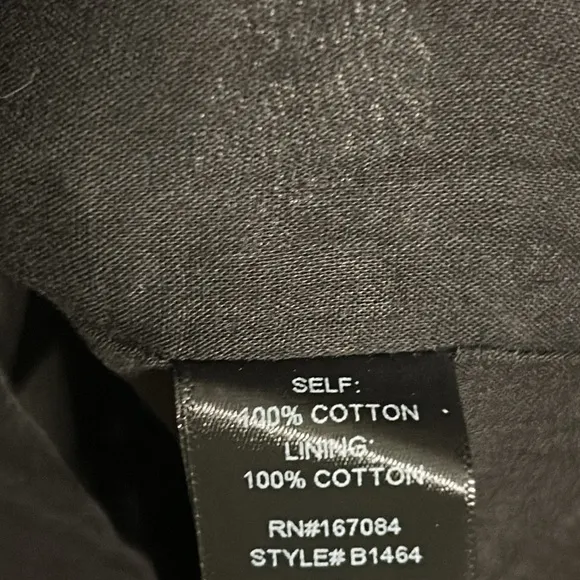 SELF:
100% COTTON
LINING:
100% COTTON
RN#167084
STYLE# B1464